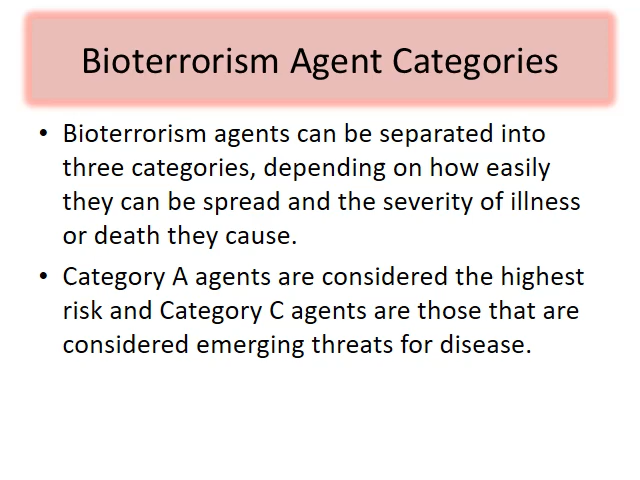 Bioterrorism Agent Categories
• Bioterrorism agents can be separated into
three categories, depending on how easily
they can be spread and the severity of illness
or death they cause.
• Category A agents are considered the highest
risk and Category C agents are those that are
considered emerging threats for disease.